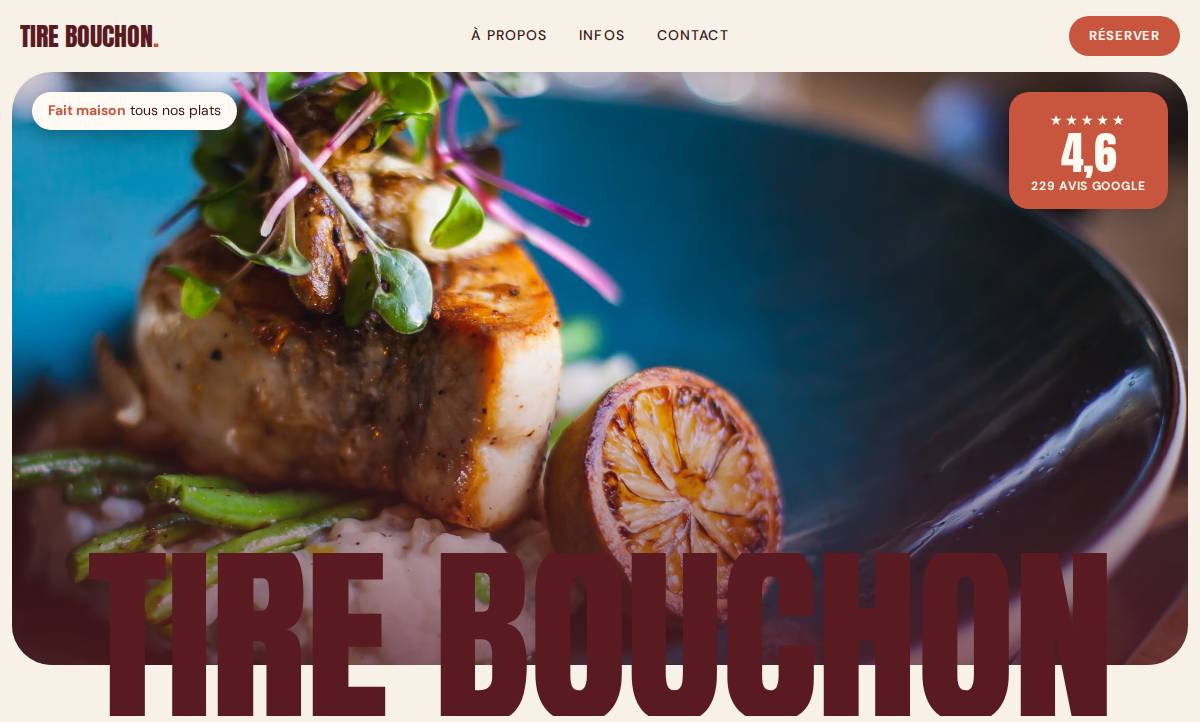 TIRE BOUCHON.
À PROPOS INFOS CONTACT
RÉSERVER
Fait maison tous nos plats
★★★★★
4,6
229 AVIS GOOGLE
TIRE BOUCHON